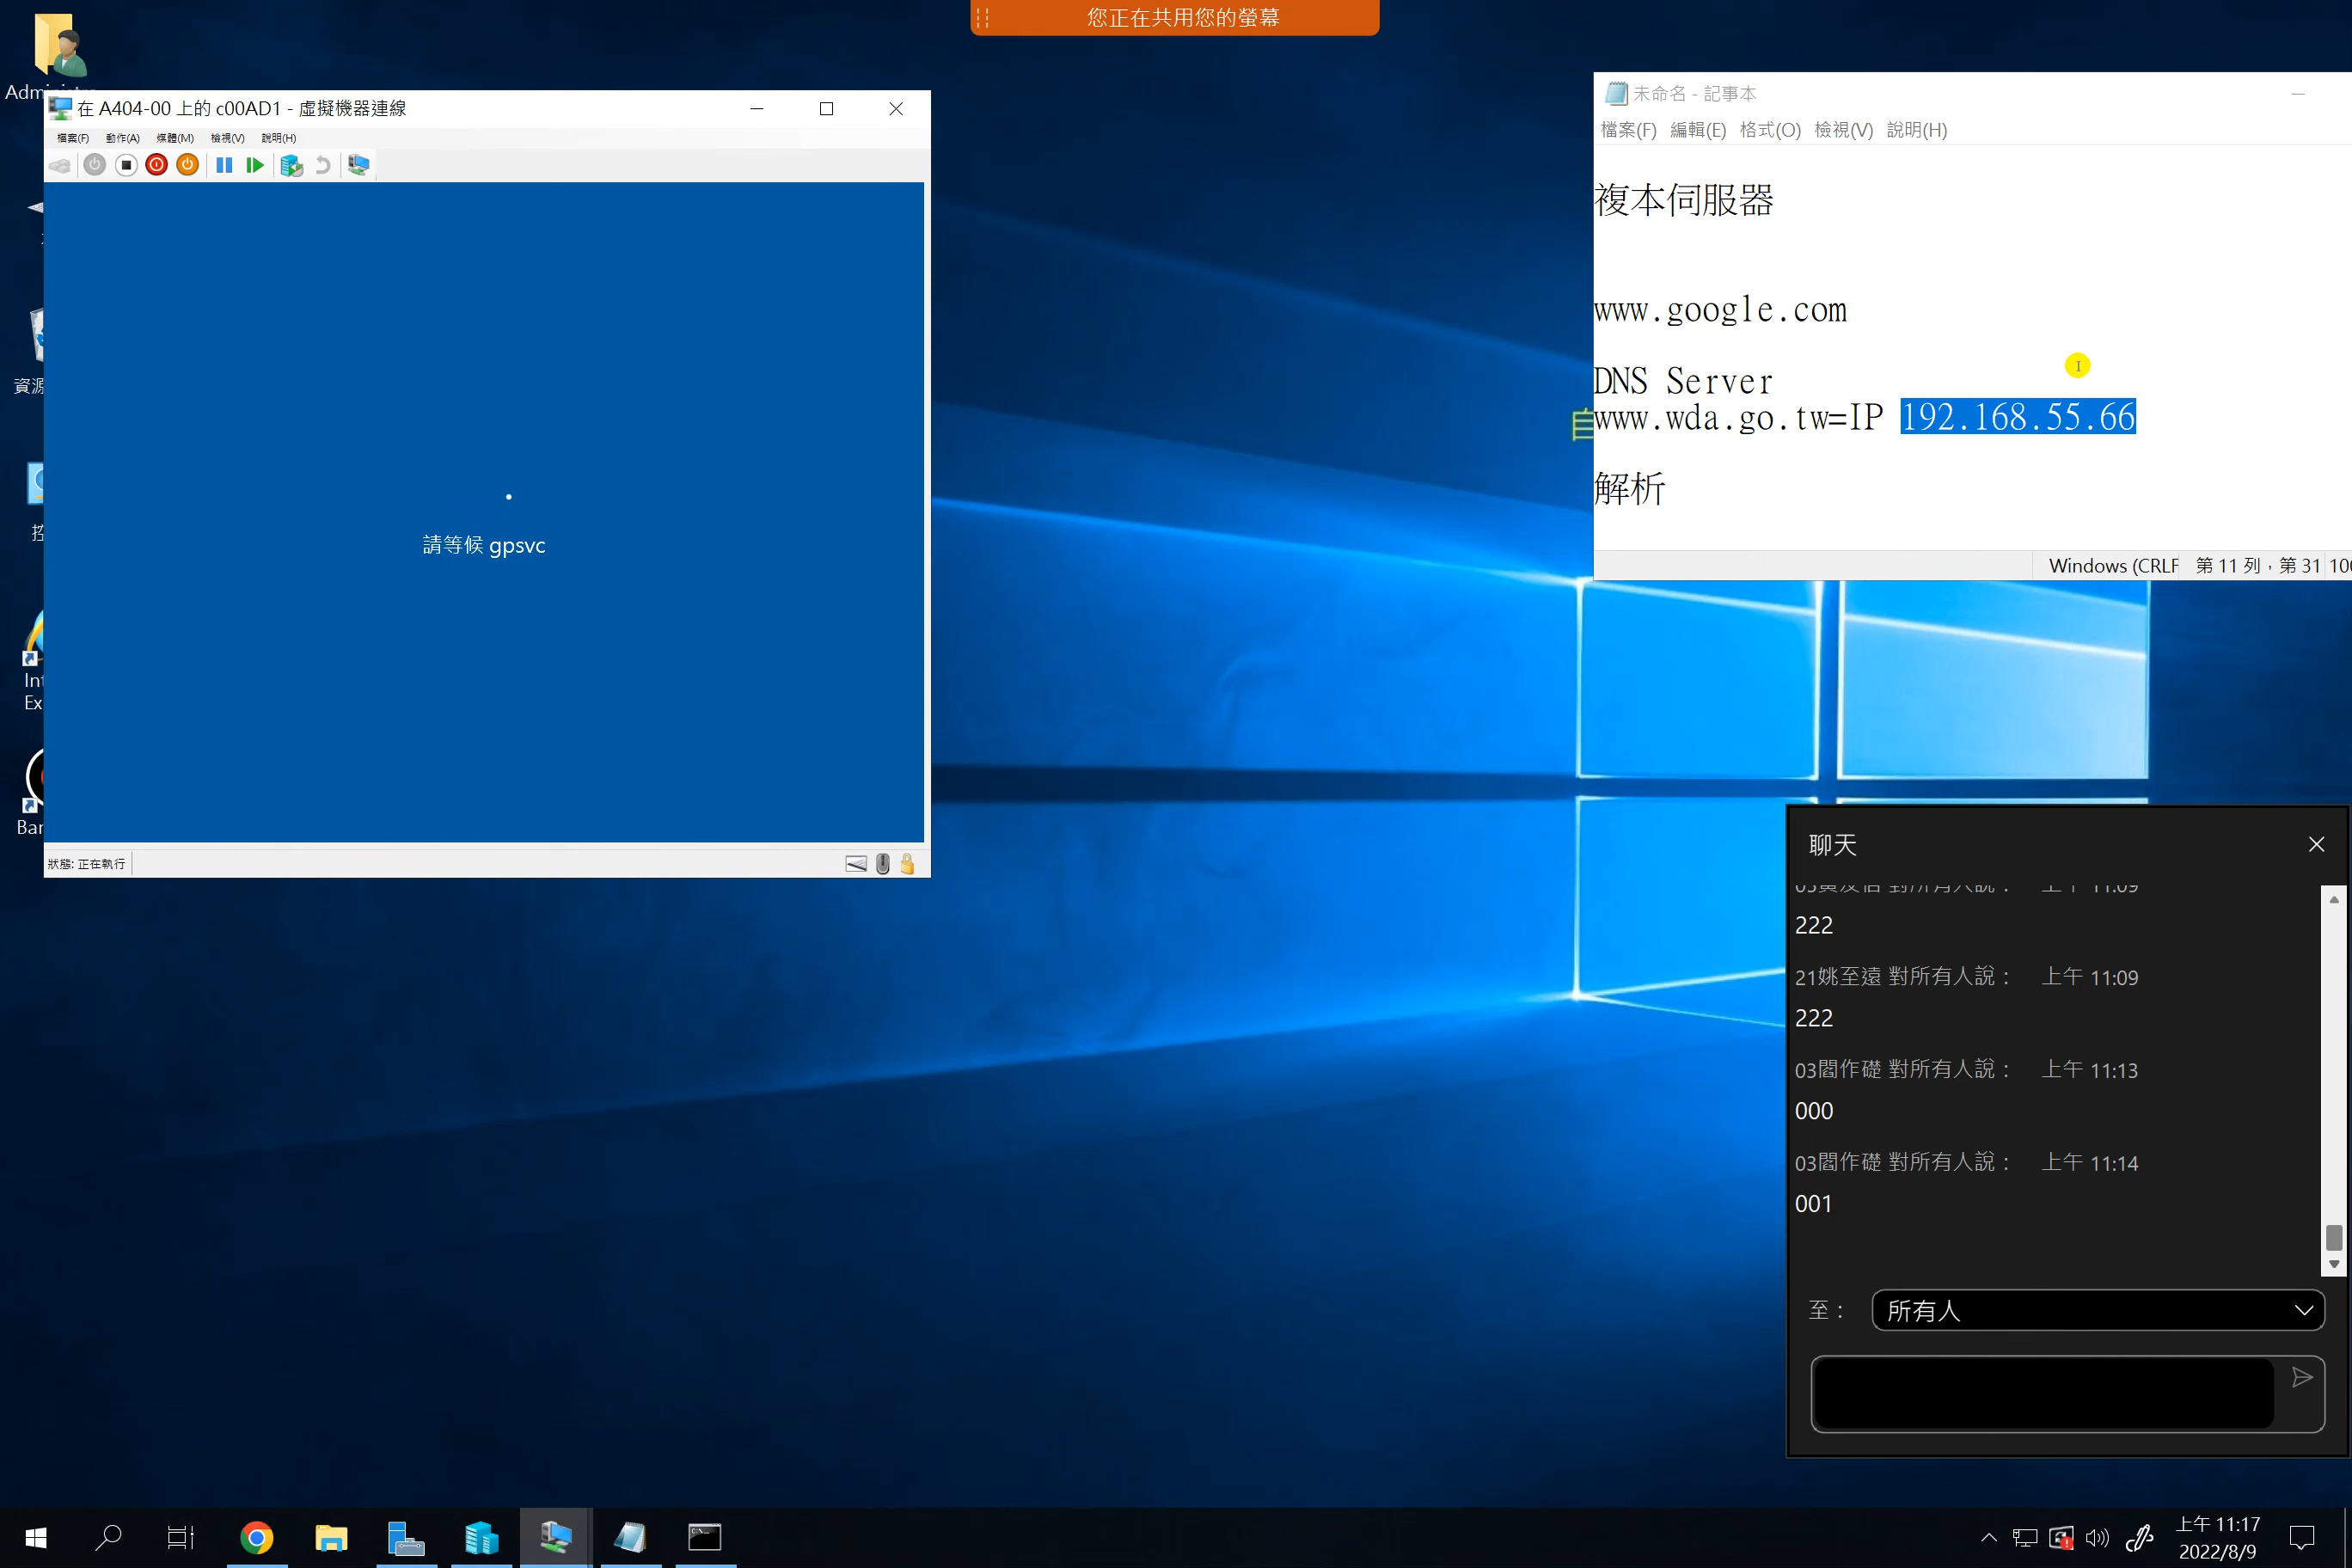 您正在共用您的螢幕
在 A404-00 上的 c00AD1 - 虛擬機器連線
檔案(F) 動作(A) 媒體(M) 檢視(V) 說明(H)
請等候 gpsvc
狀態: 正在執行
未命名 - 記事本
檔案(F) 編輯(E) 格式(O) 檢視(V) 說明(H)
複本伺服器
www.google.com
DNS Server
www.wda.go.tw=IP 192.168.55.66
解析
Windows (CRLF 第 11 列，第 31
聊天
222
21姚至遠 對所有人說： 上午 11:09
222
03閻作礎 對所有人說： 上午 11:13
000
03閻作礎 對所有人說： 上午 11:14
001
至： 所有人
上午 11:17
2022/8/9